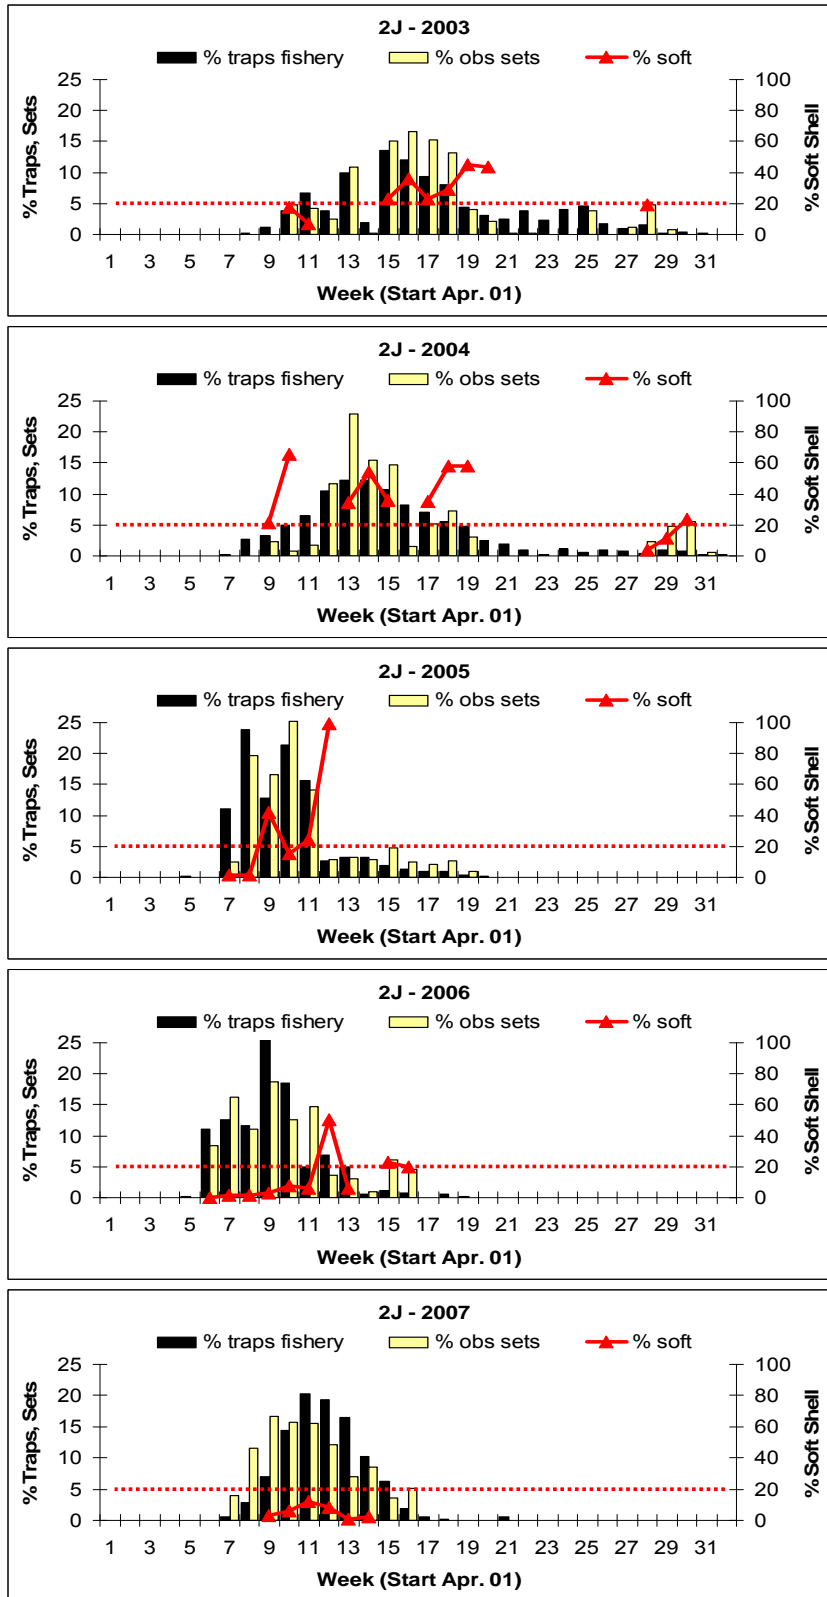 2J - 2003
% traps fishery % obs sets % soft
% Traps, Sets
25 20 15 10 5 0
100 80 60 40 20 0
% Soft Shell
1 3 5 7 9 11 13 15 17 19 21 23 25 27 29 31
Week (Start Apr. 01)
2J - 2004
% traps fishery % obs sets % soft
% Traps, Sets
25 20 15 10 5 0
100 80 60 40 20 0
% Soft Shell
1 3 5 7 9 11 13 15 17 19 21 23 25 27 29 31
Week (Start Apr. 01)
2J - 2005
% traps fishery % obs sets % soft
% Traps, Sets
25 20 15 10 5 0
100 80 60 40 20 0
% Soft Shell
1 3 5 7 9 11 13 15 17 19 21 23 25 27 29 31
Week (Start Apr. 01)
2J - 2006
% traps fishery % obs sets % soft
% Traps, Sets
25 20 15 10 5 0
100 80 60 40 20 0
% Soft Shell
1 3 5 7 9 11 13 15 17 19 21 23 25 27 29 31
Week (Start Apr. 01)
2J - 2007
% traps fishery % obs sets % soft
% Traps, Sets
25 20 15 10 5 0
100 80 60 40 20 0
% Soft Shell
1 3 5 7 9 11 13 15 17 19 21 23 25 27 29 31
Week (Start Apr. 01)